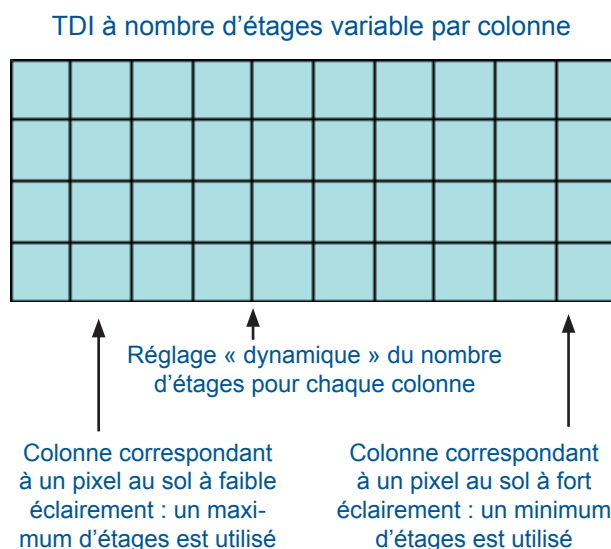 TDI à nombre d’étages variable par colonne
Réglage « dynamique » du nombre
d’étages pour chaque colonne
Colonne correspondant
à un pixel au sol à faible
éclairement : un maxi-
mum d’étages est utilisé
Colonne correspondant
à un pixel au sol à fort
éclairement : un minimum
d’étages est utilisé